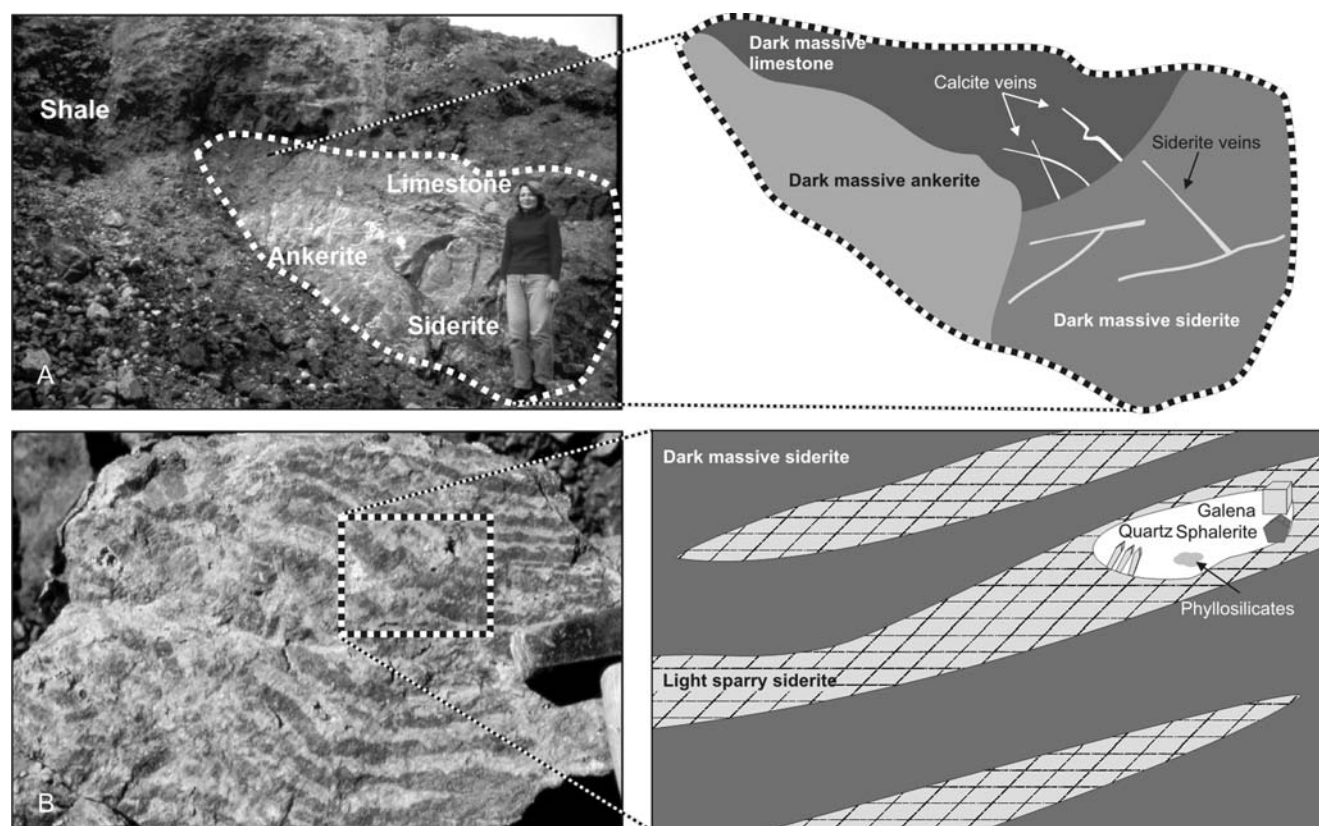 Shale
Limestone
Ankerite
Siderite
A
Dark massive
limestone
Calcite veins
Siderite veins
Dark massive ankerite
Dark massive siderite
B
Dark massive siderite
Galena
Quartz Sphalerite
Phyllosilicates
Light sparry siderite